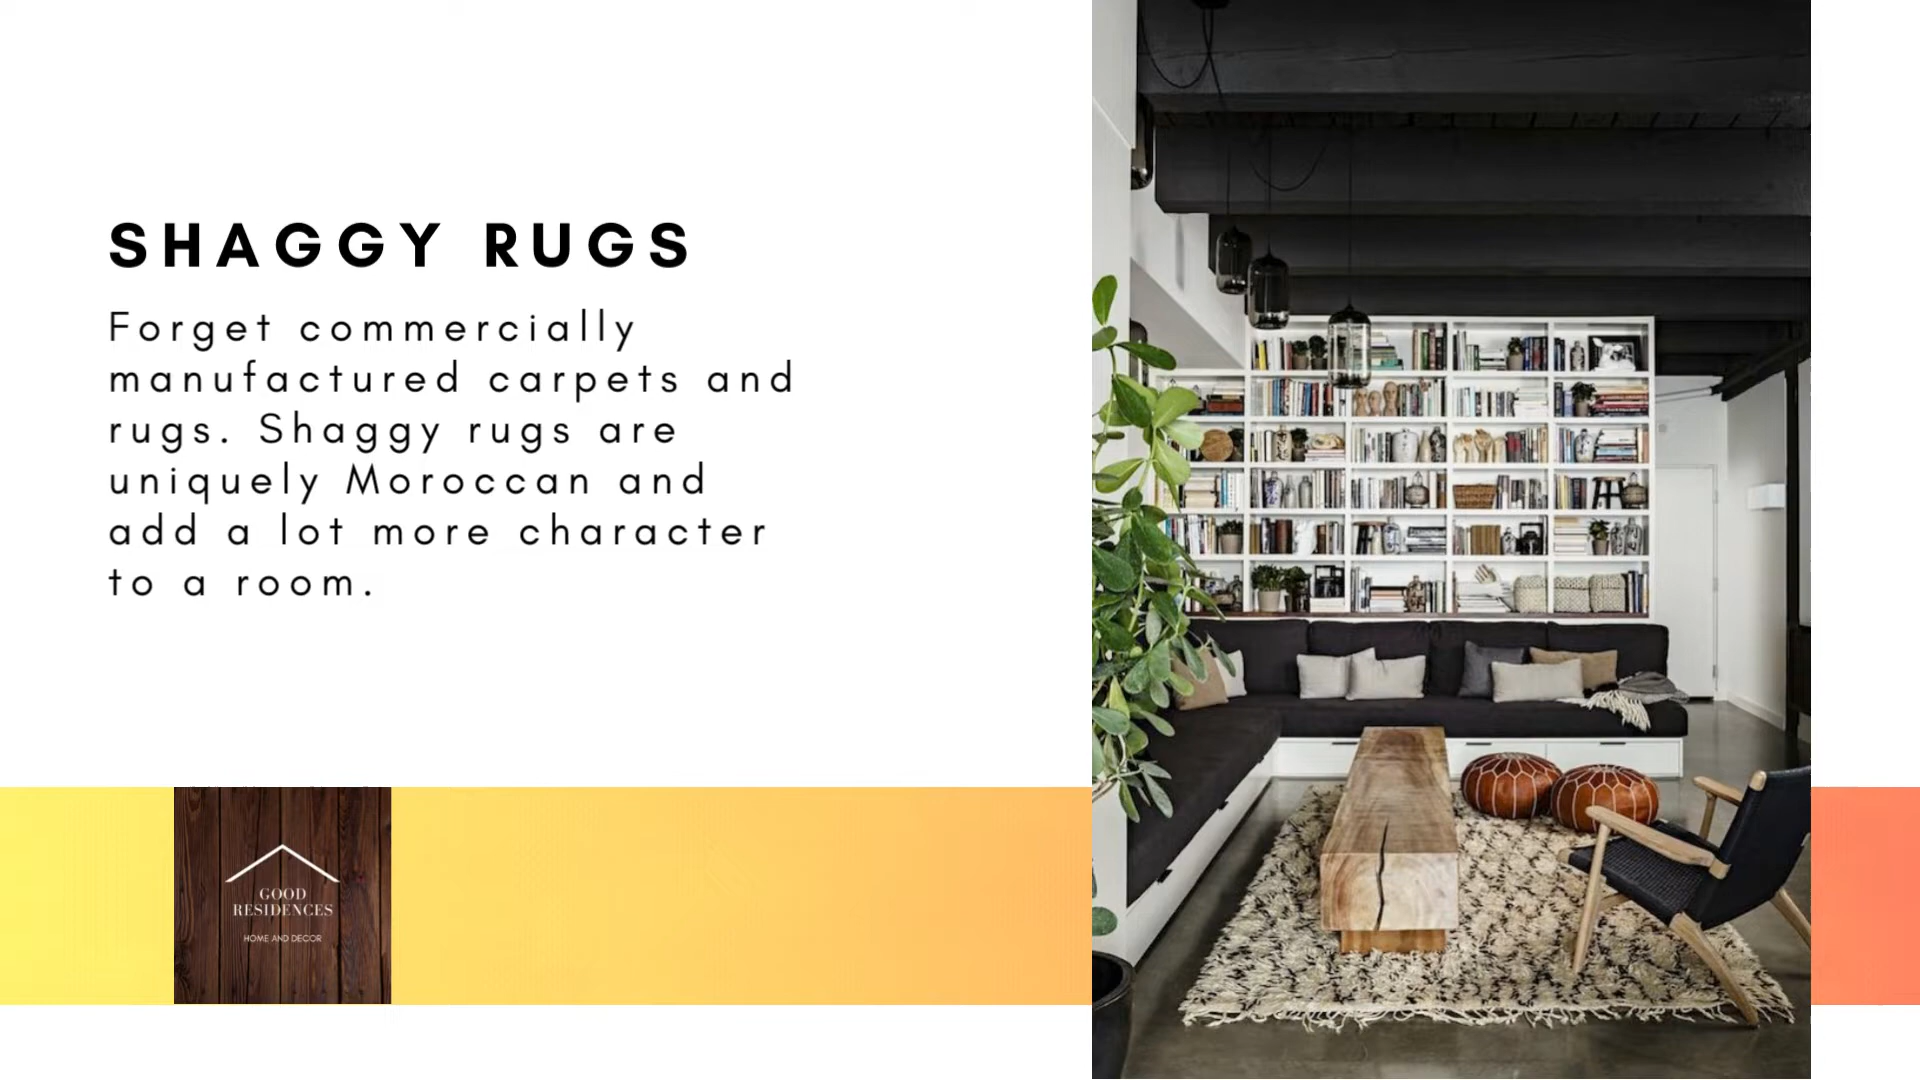 SHAGGY RUGS
Forget commercially
manufactured carpets and
rugs. Shaggy rugs are
uniquely Moroccan and
add a lot more character
to a room.
GOOD
RESIDENCES
HOME AND DECOR